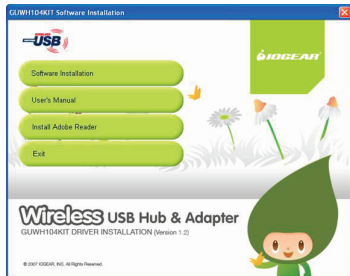 GUWH104KIT Software Installation
USB
IOGEAR
Software Installation
User's Manual
Install Adobe Reader
Exit
Wireless USB Hub & Adapter
GUWH104KIT DRIVER INSTALLATION (Version 1.2)
© 2007 IOGEAR, INC. All Rights Reserved.